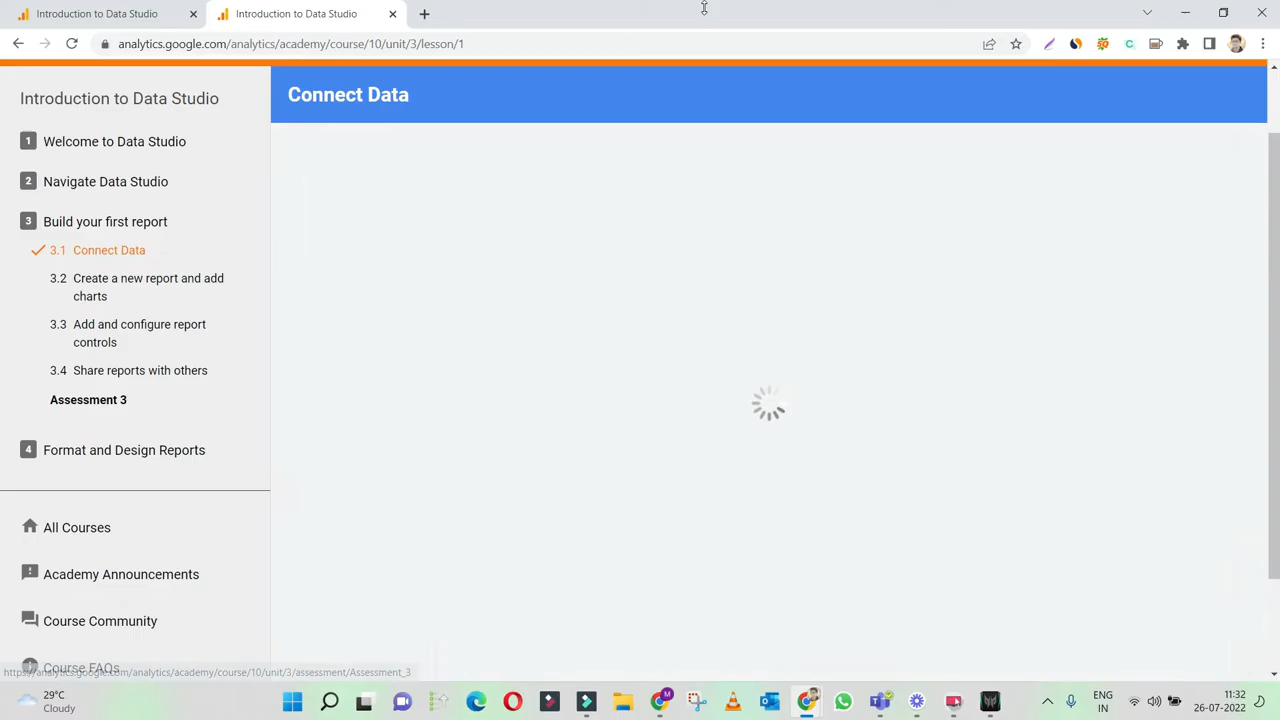 Introduction to Data Studio
Introduction to Data Studio
analytics.google.com/analytics/academy/course/10/unit/3/lesson/1
Introduction to Data Studio
1 Welcome to Data Studio
2 Navigate Data Studio
3 Build your first report
3.1 Connect Data
3.2 Create a new report and add
charts
3.3 Add and configure report
controls
3.4 Share reports with others
Assessment 3
4 Format and Design Reports
All Courses
Academy Announcements
Course Community
Course FAQs
https://analytics.google.com/analytics/academy/course/10/unit/3/assessment/Assessment_3
Connect Data
29°C
Cloudy
ENG
IN
11:32
26-07-2022